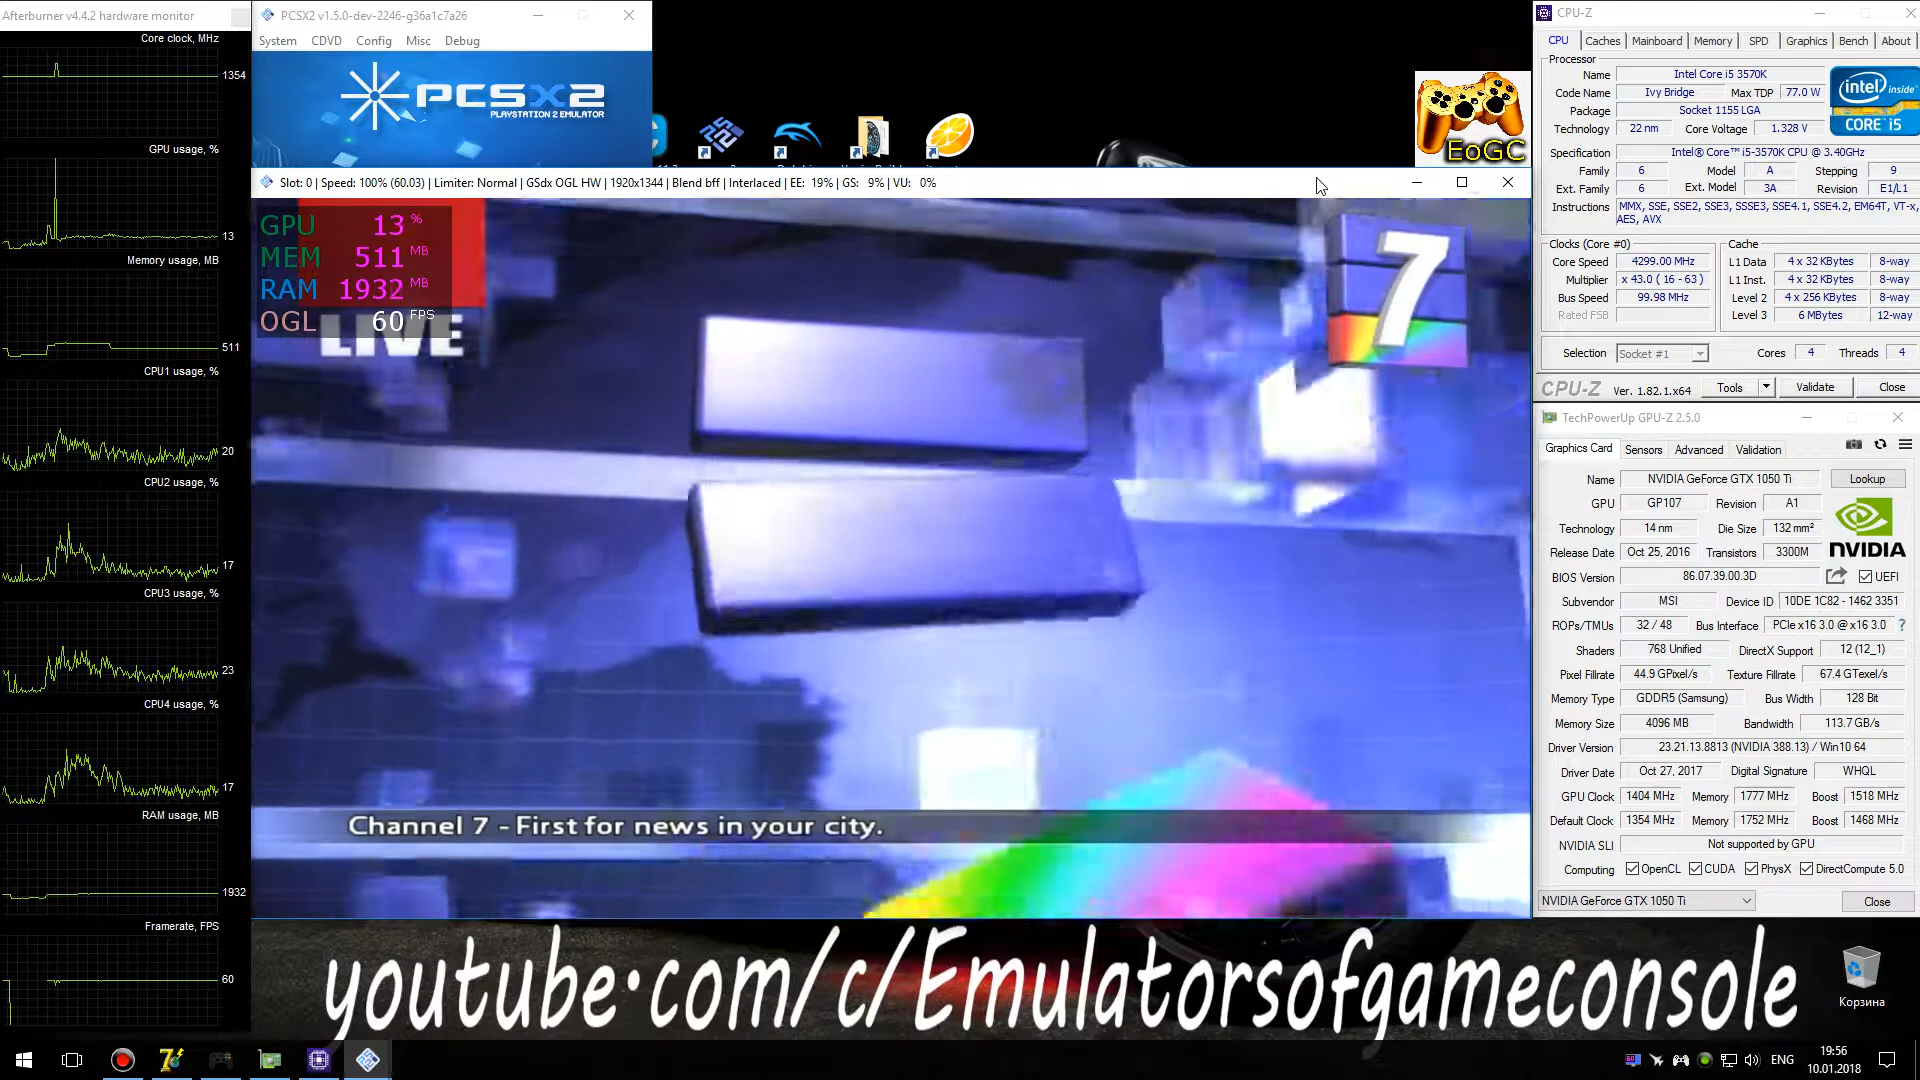 Afterburner v4.4.2 hardware monitor
Core clock, MHz
1354
GPU usage, %
13
Memory usage, MB
511
CPU1 usage, %
20
CPU2 usage, %
17
CPU3 usage, %
23
CPU4 usage, %
17
RAM usage, MB
1932
Framerate, FPS
60
PCSX2 v1.5.0-dev-2246-g36a1c7a26
System CDVD Config Misc Debug
PCSX2
PLAYSTATION 2 EMULATOR
EoGC
Slot: 0 | Speed: 100% (60.03) | Limiter: Normal | GSdx OGL HW | 1920x1344 | Blend bff | Interlaced | EE: 19% | GS: 9% | VU: 0%
GPU 13 %
MEM 511 MB
RAM 1932 MB
OGL 60 FPS
LIVE
7
Channel 7 - First for news in your city.
youtube.com/c/Emulatorsofgameconsole
CPU-Z
CPU Caches Mainboard Memory SPD Graphics Bench About
Processor
Name Intel Core i5 3570K
Code Name Ivy Bridge Max TDP 77.0 W
Package Socket 1155 LGA
Technology 22 nm Core Voltage 1.328 V
intel inside
CORE i5
Specification Intel® Core™ i5-3570K CPU @ 3.40GHz
Family 6 Model A Stepping 9
Ext. Family 6 Ext. Model 3A Revision E1/L1
Instructions MMX, SSE, SSE2, SSE3, SSSE3, SSE4.1, SSE4.2, EM64T, VT-x,
AES, AVX
Clocks (Core #0)
Core Speed 4299.00 MHz
Multiplier x 43.0 ( 16 - 63 )
Bus Speed 99.98 MHz
Rated FSB
Cache
L1 Data 4 x 32 KBytes 8-way
L1 Inst. 4 x 32 KBytes 8-way
Level 2 4 x 256 KBytes 8-way
Level 3 6 MBytes 12-way
Selection Socket #1 Cores 4 Threads 4
CPU-Z Ver. 1.82.1.x64 Tools Validate Close
TechPowerUp GPU-Z 2.5.0
Graphics Card Sensors Advanced Validation
Name NVIDIA GeForce GTX 1050 Ti Lookup
GPU GP107 Revision A1
Technology 14 nm Die Size 132 mm²
Release Date Oct 25, 2016 Transistors 3300M
NVIDIA
BIOS Version 86.07.39.00.3D UEFI
Subvendor MSI Device ID 10DE 1C82 - 1462 3351
ROPs/TMUs 32 / 48 Bus Interface PCIe x16 3.0 @ x16 3.0 ?
Shaders 768 Unified DirectX Support 12 (12_1)
Pixel Fillrate 44.9 GPixel/s Texture Fillrate 67.4 GTexel/s
Memory Type GDDR5 (Samsung) Bus Width 128 Bit
Memory Size 4096 MB Bandwidth 113.7 GB/s
Driver Version 23.21.13.8813 (NVIDIA 388.13) / Win10 64
Driver Date Oct 27, 2017 Digital Signature WHQL
GPU Clock 1404 MHz Memory 1777 MHz Boost 1518 MHz
Default Clock 1354 MHz Memory 1752 MHz Boost 1468 MHz
NVIDIA SLI Not supported by GPU
Computing OpenCL CUDA PhysX DirectCompute 5.0
NVIDIA GeForce GTX 1050 Ti Close
Корзина
ENG
19:56
10.01.2018